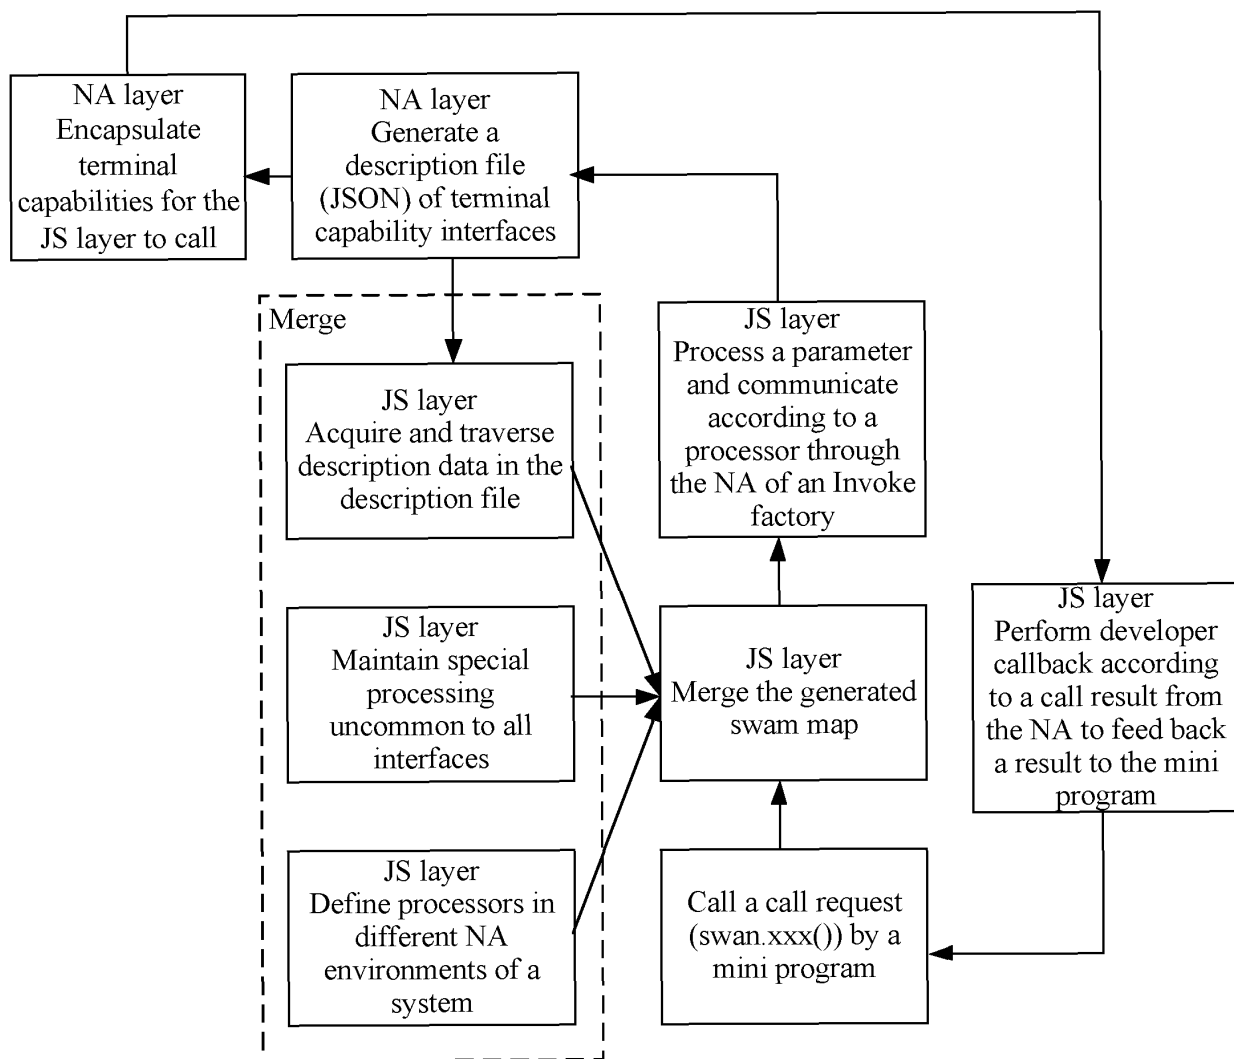 NA layer
Encapsulate
terminal
capabilities for the
JS layer to call
NA layer
Generate a
description file
(JSON) of terminal
capability interfaces
Merge
JS layer
Acquire and traverse
description data in the
description file
JS layer
Process a parameter
and communicate
according to a
processor through
the NA of an Invoke
factory
JS layer
Maintain special
processing
uncommon to all
interfaces
JS layer
Merge the generated
swam map
JS layer
Perform developer
callback according
to a call result from
the NA to feed back
a result to the mini
program
JS layer
Define processors in
different NA
environments of a
system
Call a call request
(swan.xxx()) by a
mini program